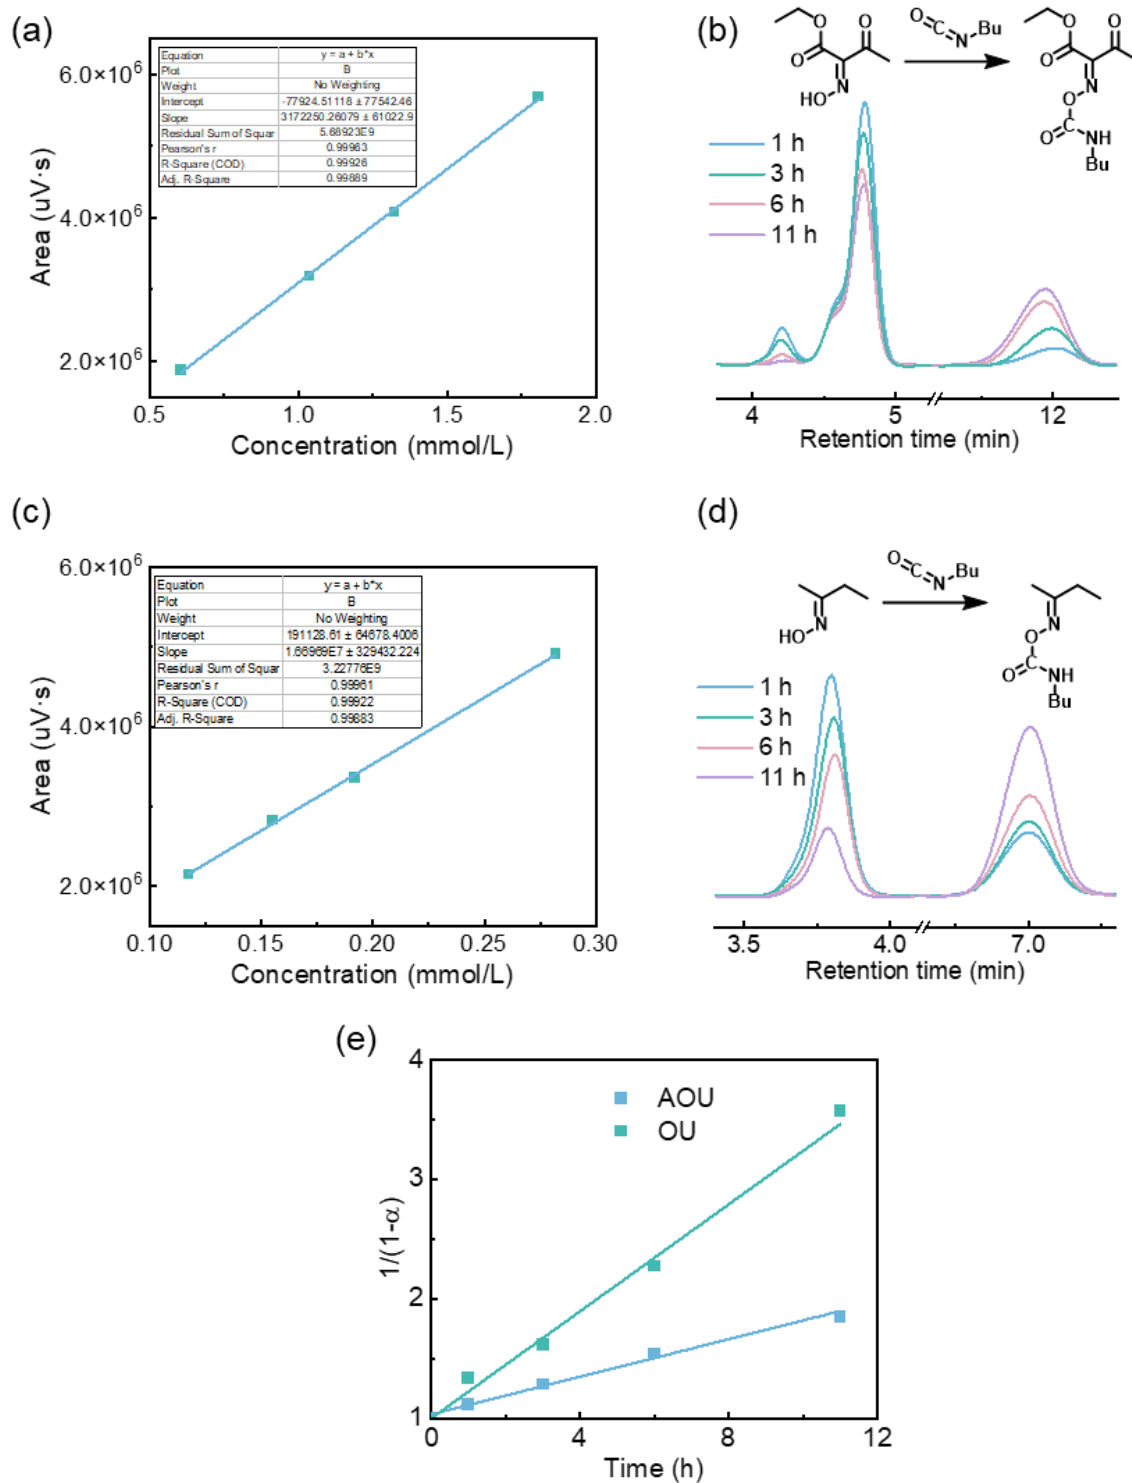 (a)
6.0×10⁶
4.0×10⁶
2.0×10⁶
Area (uV·s)
Equation y = a + b*x
Plot B
Weight No Weighting
Intercept -77924.51118 ± 77542.46
Slope 3172250.26079 ± 61022.9
Residual Sum of Squar 5.68923E9
Pearson's r 0.99963
R-Square (COD) 0.99926
Adj. R-Square 0.99889
0.5 1.0 1.5 2.0
Concentration (mmol/L)
(b)
O O O C N Bu O O
O O
HO N N
O
O C NH
Bu
1 h
3 h
6 h
11 h
4 5 12
Retention time (min)
(c)
6.0×10⁶
4.0×10⁶
2.0×10⁶
Area (uV·s)
Equation y = a + b*x
Plot B
Weight No Weighting
Intercept 191128.61 ± 64678.4006
Slope 1.66969E7 ± 329432.224
Residual Sum of Squar 3.22776E9
Pearson's r 0.99961
R-Square (COD) 0.99922
Adj. R-Square 0.99883
0.10 0.15 0.20 0.25 0.30
Concentration (mmol/L)
(d)
O C N Bu
HO N N
O
O C NH
Bu
1 h
3 h
6 h
11 h
3.5 4.0 7.0
Retention time (min)
(e)
4
3
2
1
1/(1-α)
AOU
OU
0 4 8 12
Time (h)